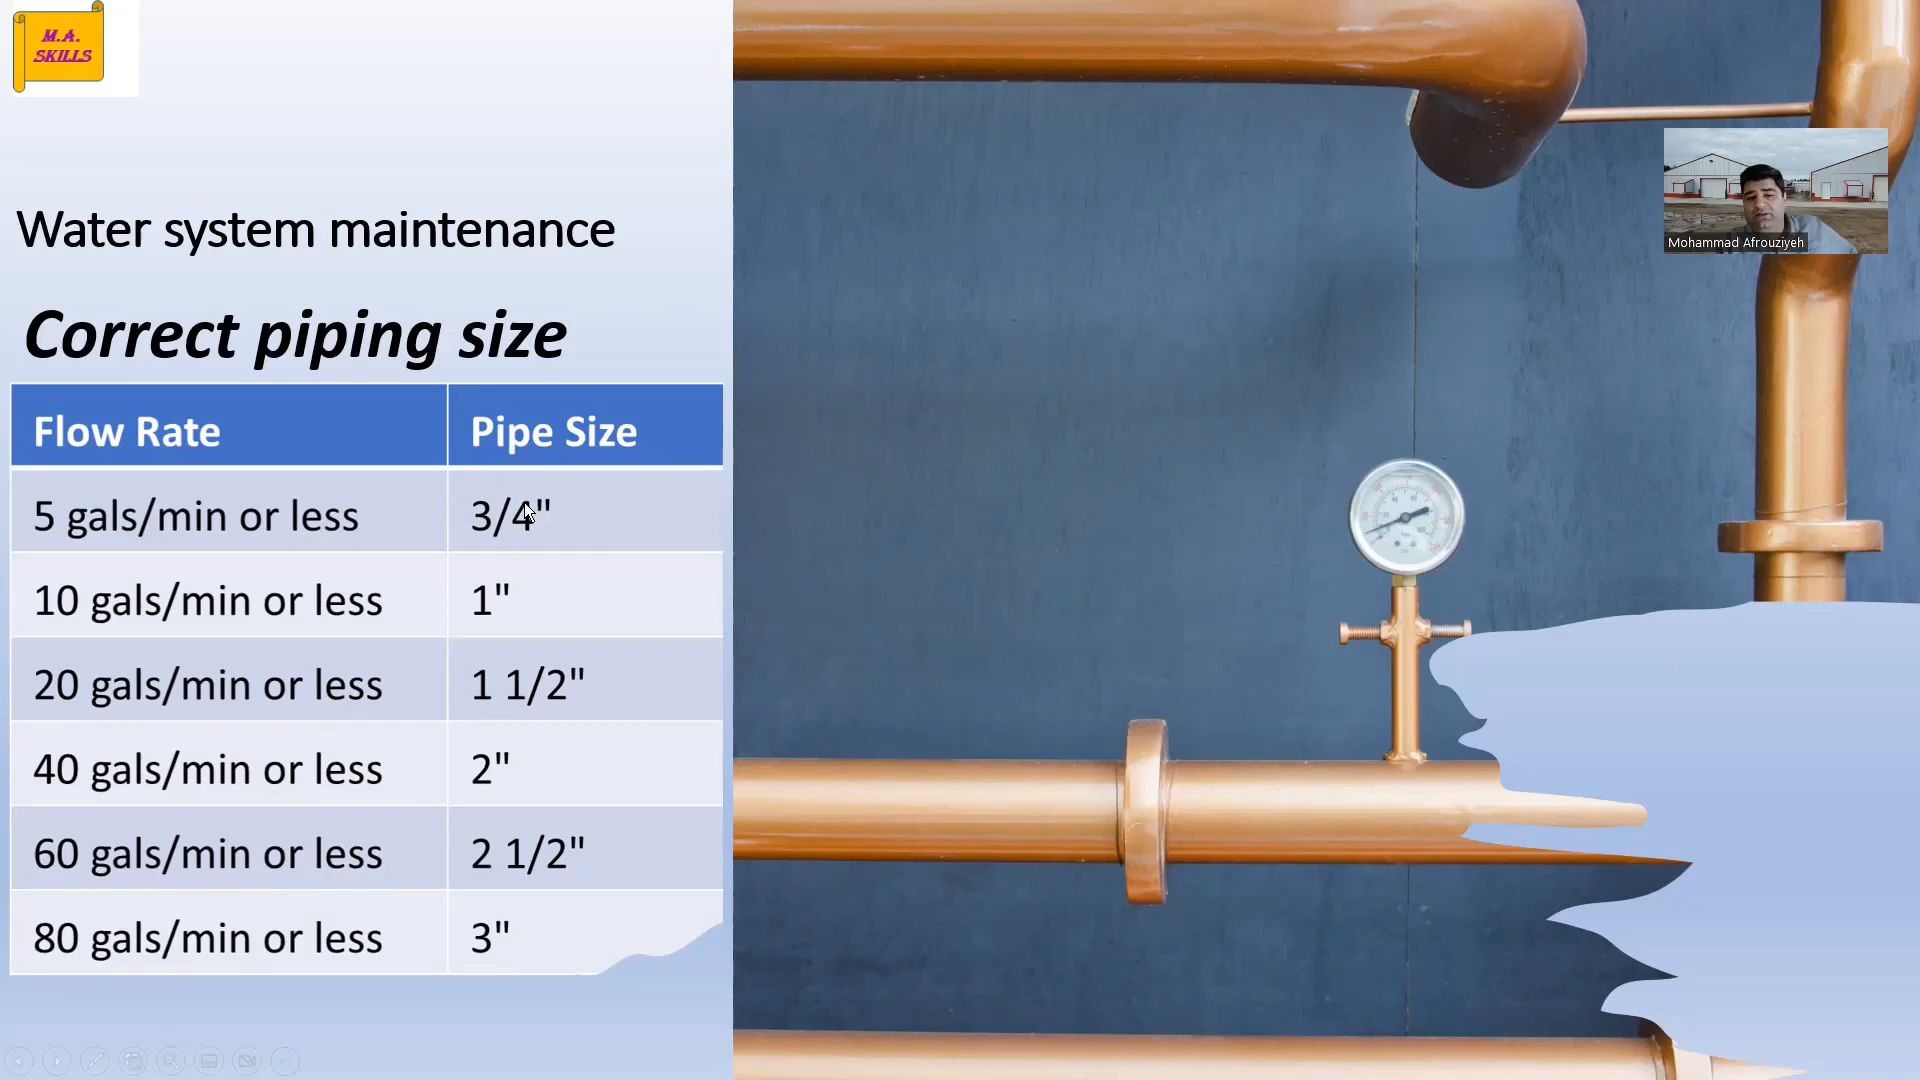 M.A.
SKILLS
Water system maintenance
Correct piping size
Flow Rate Pipe Size
5 gals/min or less 3/4"
10 gals/min or less 1"
20 gals/min or less 1 1/2"
40 gals/min or less 2"
60 gals/min or less 2 1/2"
80 gals/min or less 3"
Mohammad Afrouziyeh